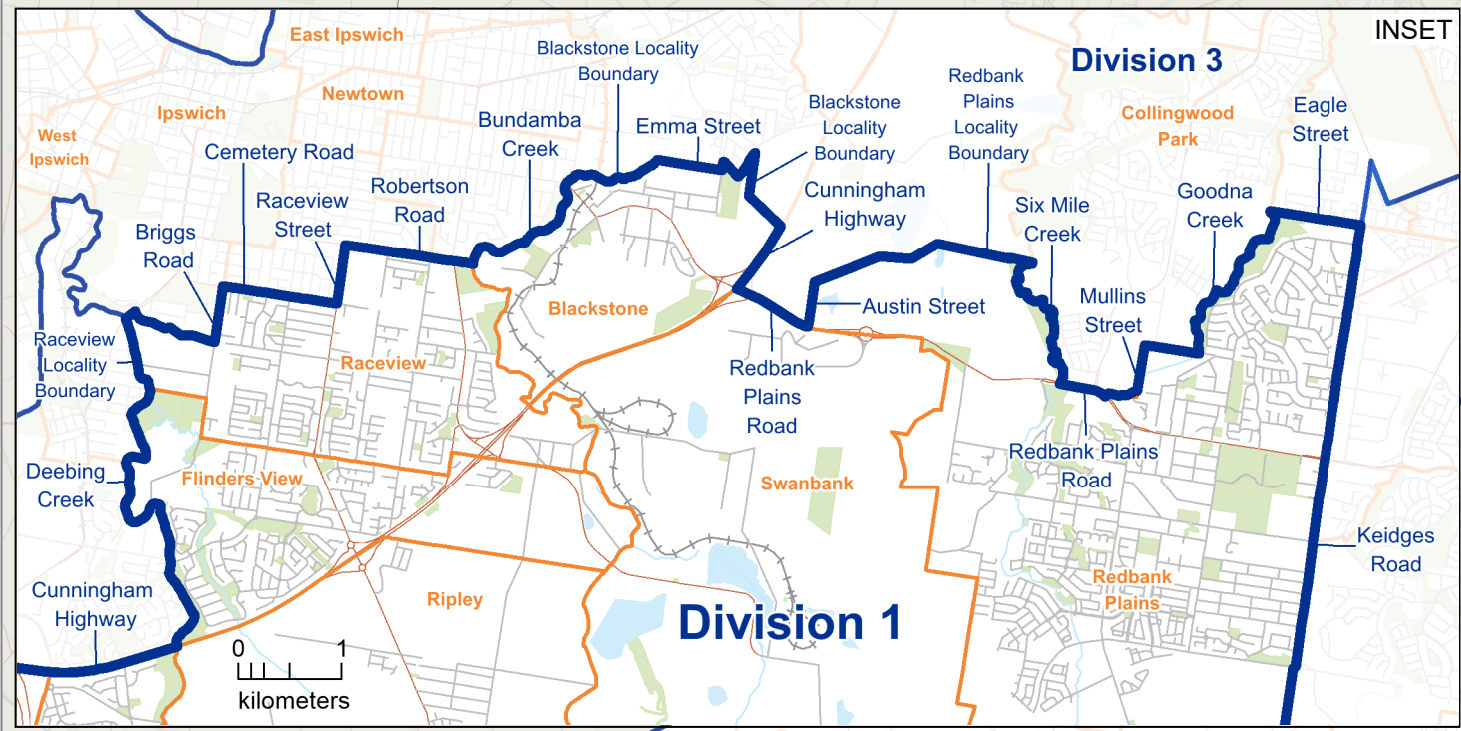 INSET
East Ipswich
Blackstone Locality
Boundary
Division 3
Newtown
Ipswich
West
Ipswich
Cemetery Road
Bundamba
Creek
Emma Street
Blackstone
Locality
Boundary
Redbank
Plains
Locality
Boundary
Collingwood
Park
Eagle
Street
Raceview
Street
Robertson
Road
Cunningham
Highway
Six Mile
Creek
Goodna
Creek
Briggs
Road
Mullins
Street
Austin Street
Blackstone
Raceview
Locality
Boundary
Raceview
Redbank
Plains
Road
Deebing
Creek
Flinders View
Swanbank
Redbank Plains
Road
Keidges
Road
Cunningham
Highway
Ripley
Division 1
Redbank
Plains
0 1
kilometers